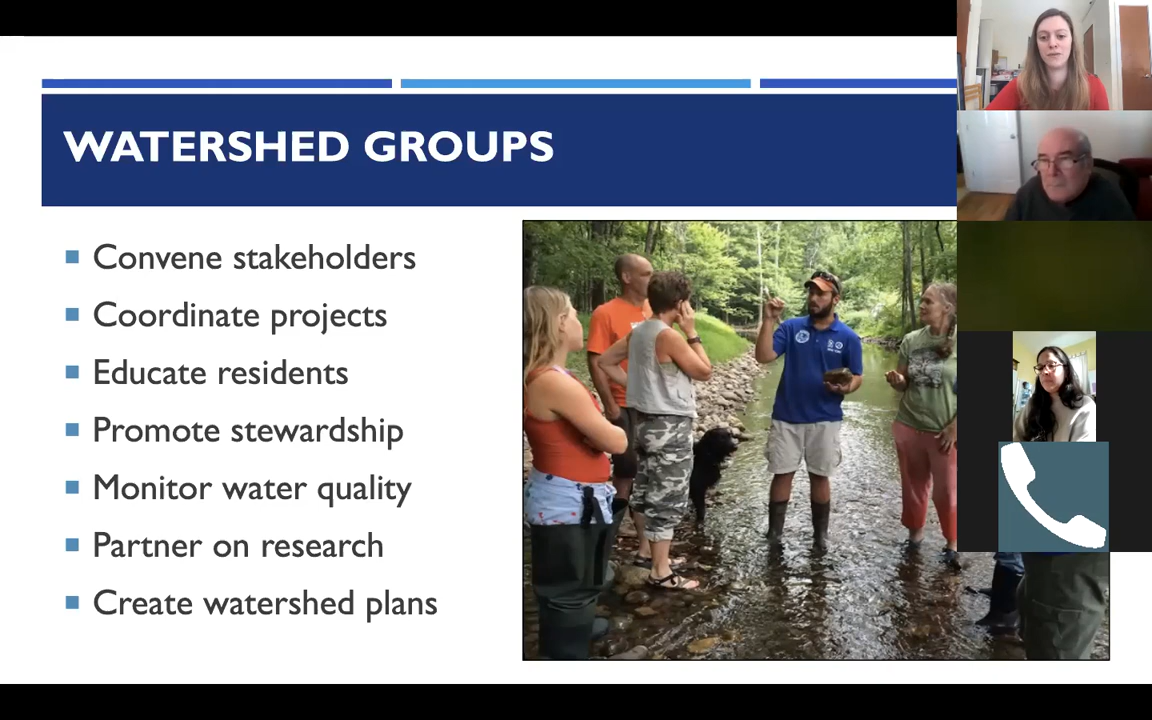 WATERSHED GROUPS
Convene stakeholders
Coordinate projects
Educate residents
Promote stewardship
Monitor water quality
Partner on research
Create watershed plans